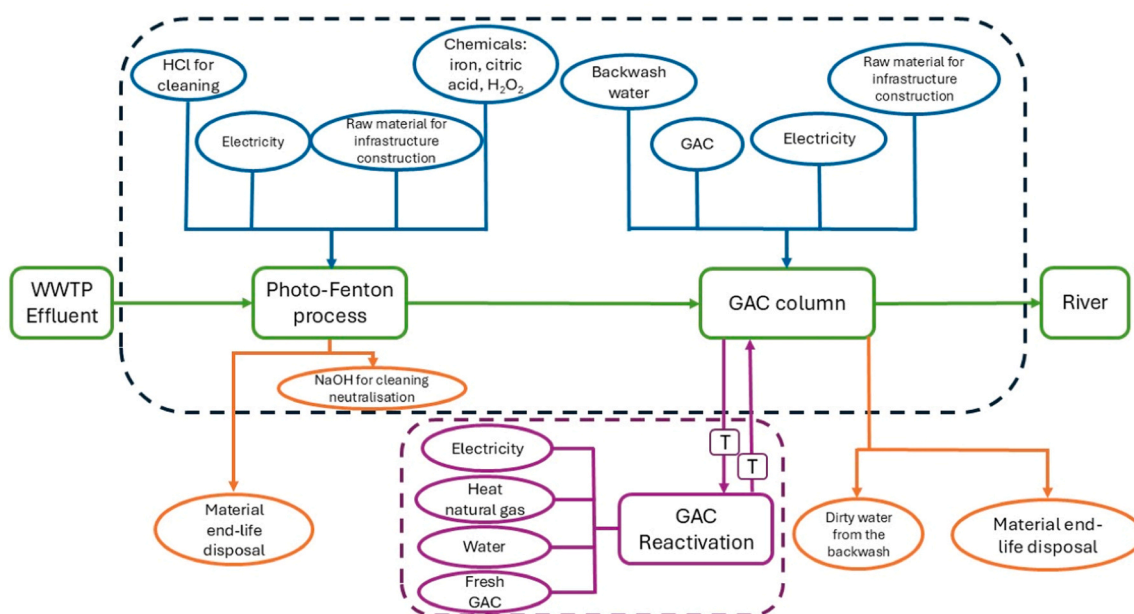 HCl for
cleaning
Electricity
Raw material for
infrastructure
construction
Chemicals:
iron, citric
acid, H₂O₂
Backwash
water
GAC
Electricity
Raw material for
infrastructure
construction
WWTP
Effluent
Photo-Fenton
process
GAC column
River
NaOH for cleaning
neutralisation
Material
end-life
disposal
Electricity
Heat
natural gas
Water
Fresh
GAC
T
T
GAC
Reactivation
Dirty water
from the
backwash
Material end-
life disposal